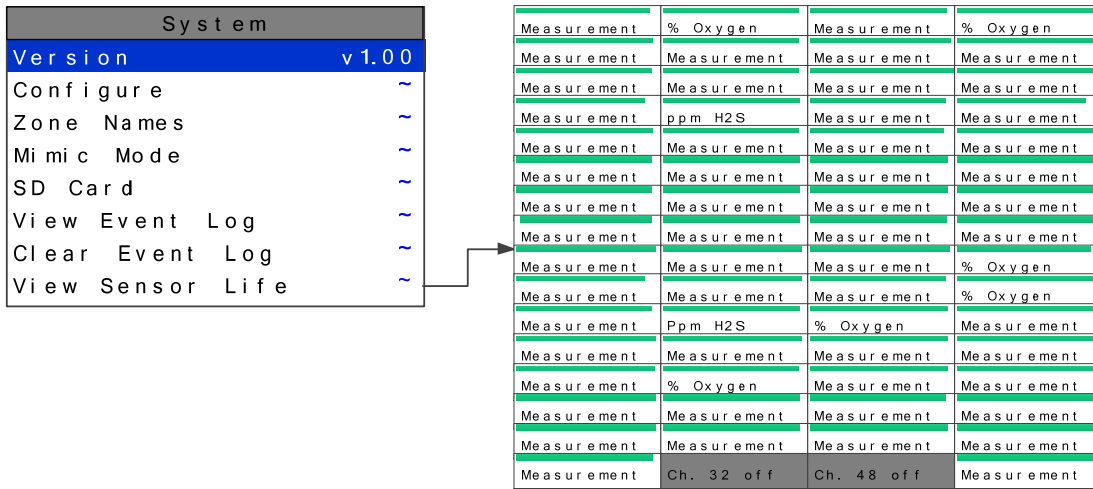 System
Version v1.00
Configure ~
Zone Names ~
Mimic Mode ~
SD Card ~
View Event Log ~
Clear Event Log ~
View Sensor Life ~
Measurement % Oxygen Measurement % Oxygen
Measurement Measurement Measurement Measurement
Measurement Measurement Measurement Measurement
Measurement ppm H2S Measurement Measurement
Measurement Measurement Measurement Measurement
Measurement Measurement Measurement Measurement
Measurement Measurement Measurement Measurement
Measurement Measurement Measurement Measurement
Measurement Measurement Measurement % Oxygen
Measurement Measurement Measurement % Oxygen
Measurement Ppm H2S % Oxygen Measurement
Measurement Measurement Measurement Measurement
Measurement % Oxygen Measurement Measurement
Measurement Measurement Measurement Measurement
Measurement Measurement Measurement Measurement
Measurement Ch. 32 off Ch. 48 off Measurement